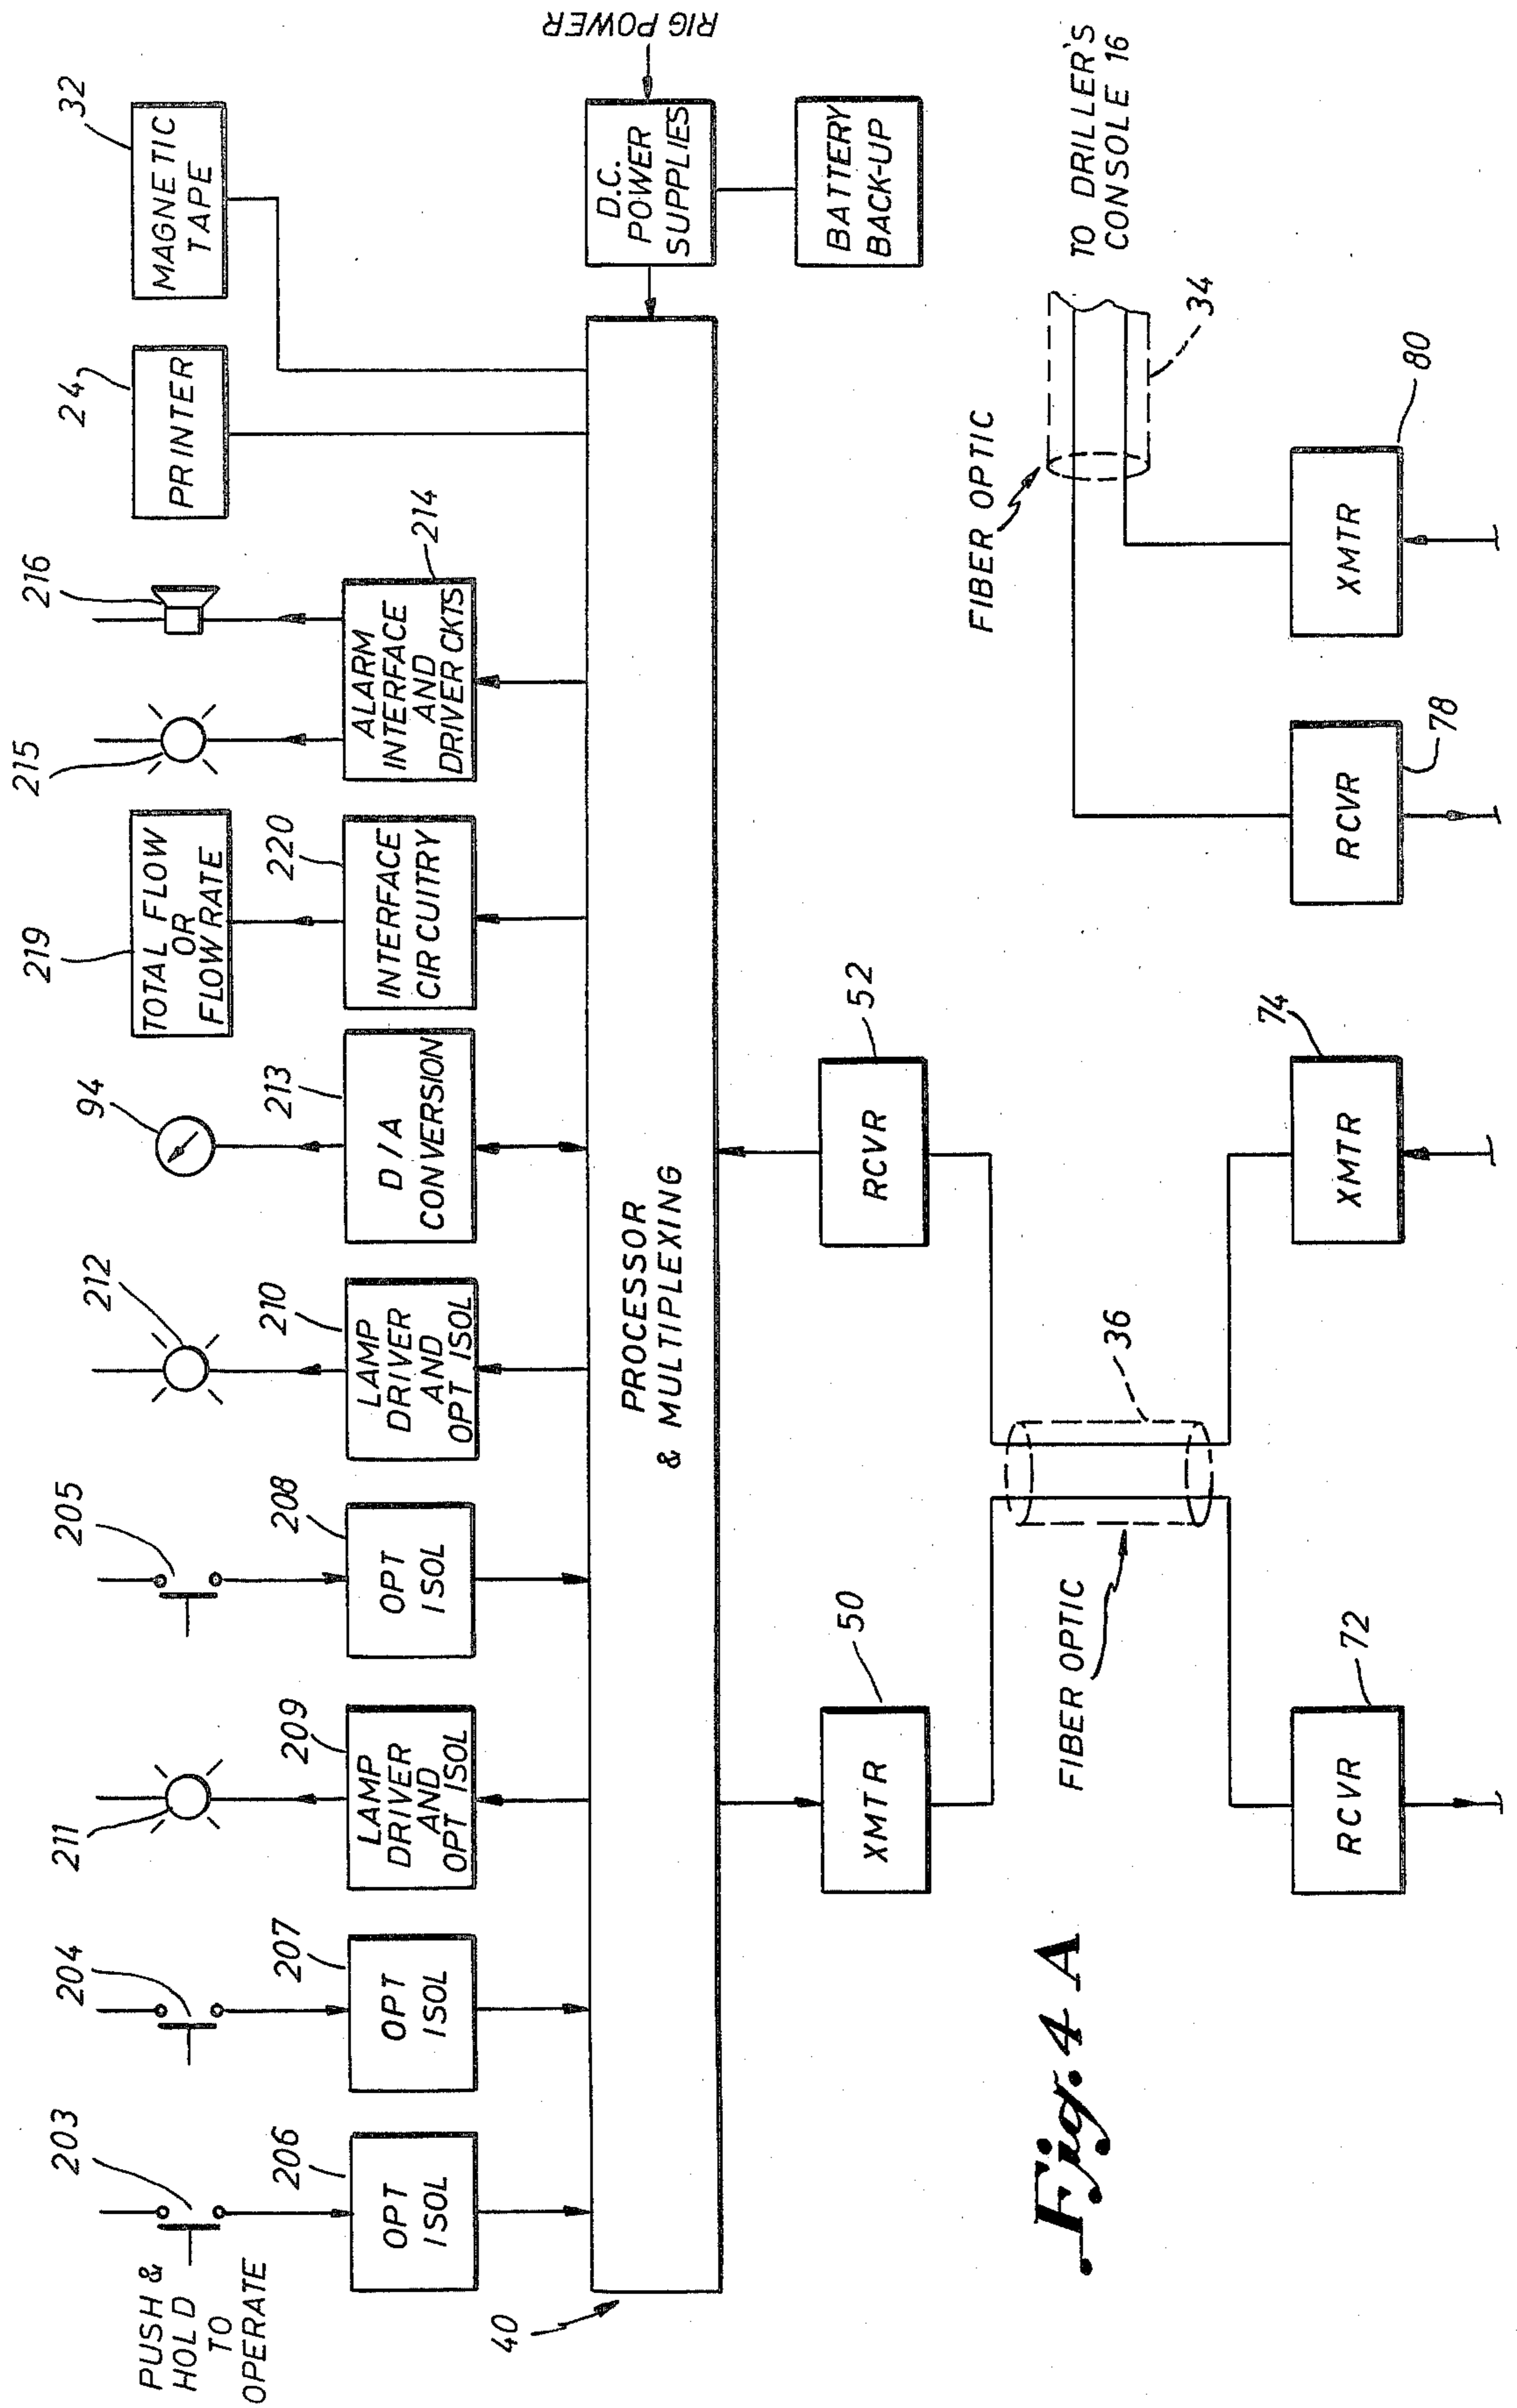 PUSH &
HOLD
TO
OPERATE
203
204
211
205
212
94
219
215
216
24
32
TOTAL FLOW
OR
FLOW RATE
PRINTER
MAGNETIC
TAPE
206
207
209
208
210
213
220
214
OPT
ISOL
OPT
ISOL
LAMP
DRIVER
AND
OPT ISOL
OPT
ISOL
LAMP
DRIVER
AND
OPT ISOL
D/A
CONVERSION
INTERFACE
CIRCUITRY
ALARM
INTERFACE
AND
DRIVER CKTS
RIG POWER
40
PROCESSOR
& MULTIPLEXING
D.C.
POWER
SUPPLIES
BATTERY
BACK-UP
50
XMTR
52
RCVR
FIBER OPTIC
36
FIBER OPTIC
34
TO DRILLER'S
CONSOLE 16
72
RCVR
74
XMTR
RCVR
78
XMTR
80
Fig. 4 A